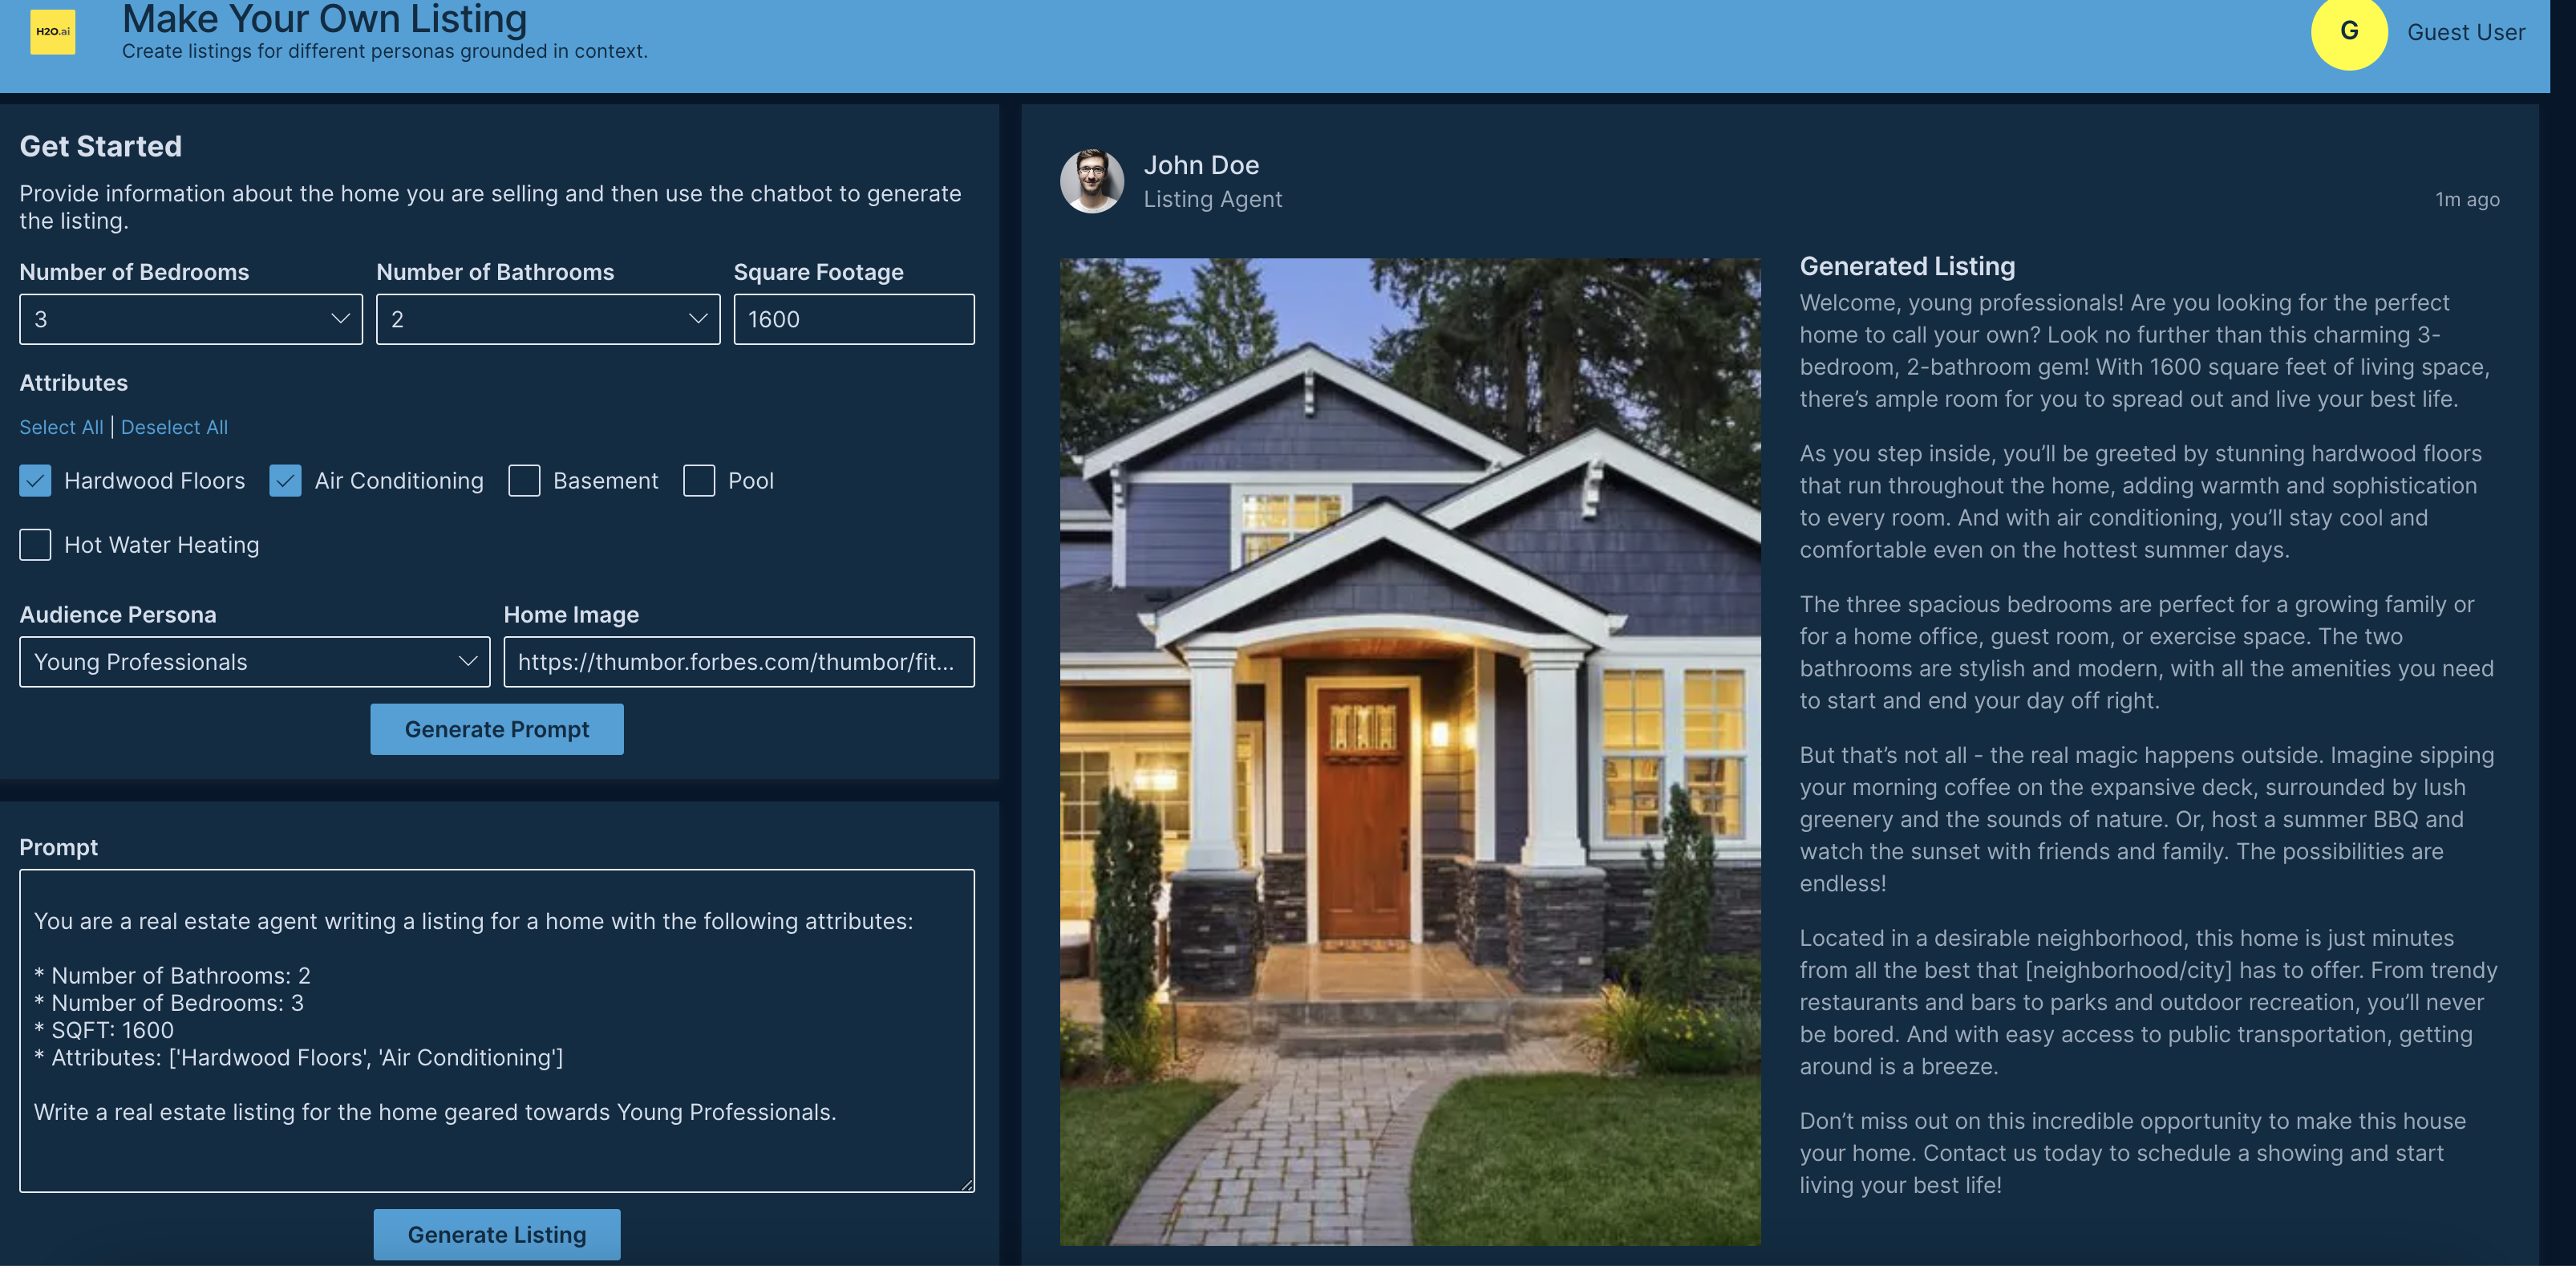 H2O.ai
Make Your Own Listing
Create listings for different personas grounded in context.
G
Guest User
Get Started
Provide information about the home you are selling and then use the chatbot to generate
the listing.
Number of Bedrooms
Number of Bathrooms
Square Footage
3
2
1600
Attributes
Select All | Deselect All
Hardwood Floors
Air Conditioning
Basement
Pool
Hot Water Heating
Audience Persona
Home Image
Young Professionals
https://thumbor.forbes.com/thumbor/fit...
Generate Prompt
Prompt
You are a real estate agent writing a listing for a home with the following attributes:
* Number of Bathrooms: 2
* Number of Bedrooms: 3
* SQFT: 1600
* Attributes: ['Hardwood Floors', 'Air Conditioning']
Write a real estate listing for the home geared towards Young Professionals.
Generate Listing
John Doe
Listing Agent
1m ago
Generated Listing
Welcome, young professionals! Are you looking for the perfect
home to call your own? Look no further than this charming 3-
bedroom, 2-bathroom gem! With 1600 square feet of living space,
there’s ample room for you to spread out and live your best life.
As you step inside, you’ll be greeted by stunning hardwood floors
that run throughout the home, adding warmth and sophistication
to every room. And with air conditioning, you’ll stay cool and
comfortable even on the hottest summer days.
The three spacious bedrooms are perfect for a growing family or
for a home office, guest room, or exercise space. The two
bathrooms are stylish and modern, with all the amenities you need
to start and end your day off right.
But that’s not all - the real magic happens outside. Imagine sipping
your morning coffee on the expansive deck, surrounded by lush
greenery and the sounds of nature. Or, host a summer BBQ and
watch the sunset with friends and family. The possibilities are
endless!
Located in a desirable neighborhood, this home is just minutes
from all the best that [neighborhood/city] has to offer. From trendy
restaurants and bars to parks and outdoor recreation, you’ll never
be bored. And with easy access to public transportation, getting
around is a breeze.
Don’t miss out on this incredible opportunity to make this house
your home. Contact us today to schedule a showing and start
living your best life!